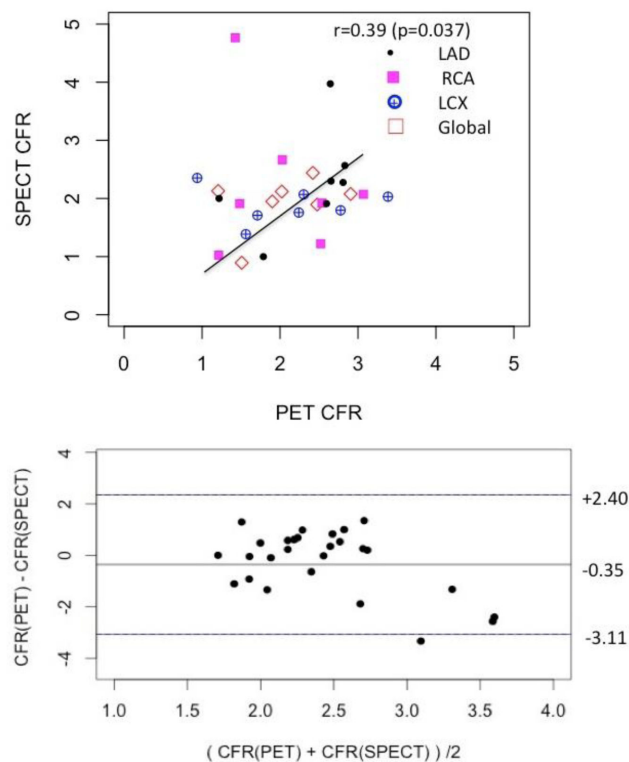 r=0.39 (p=0.037)
LAD
RCA
LCX
Global
5
4
3
2
1
0
SPECT CFR
0 1 2 3 4 5
PET CFR
4
2
0
-2
-4
CFR(PET) - CFR(SPECT)
+2.40
-0.35
-3.11
1.0 1.5 2.0 2.5 3.0 3.5 4.0
( CFR(PET) + CFR(SPECT) ) /2